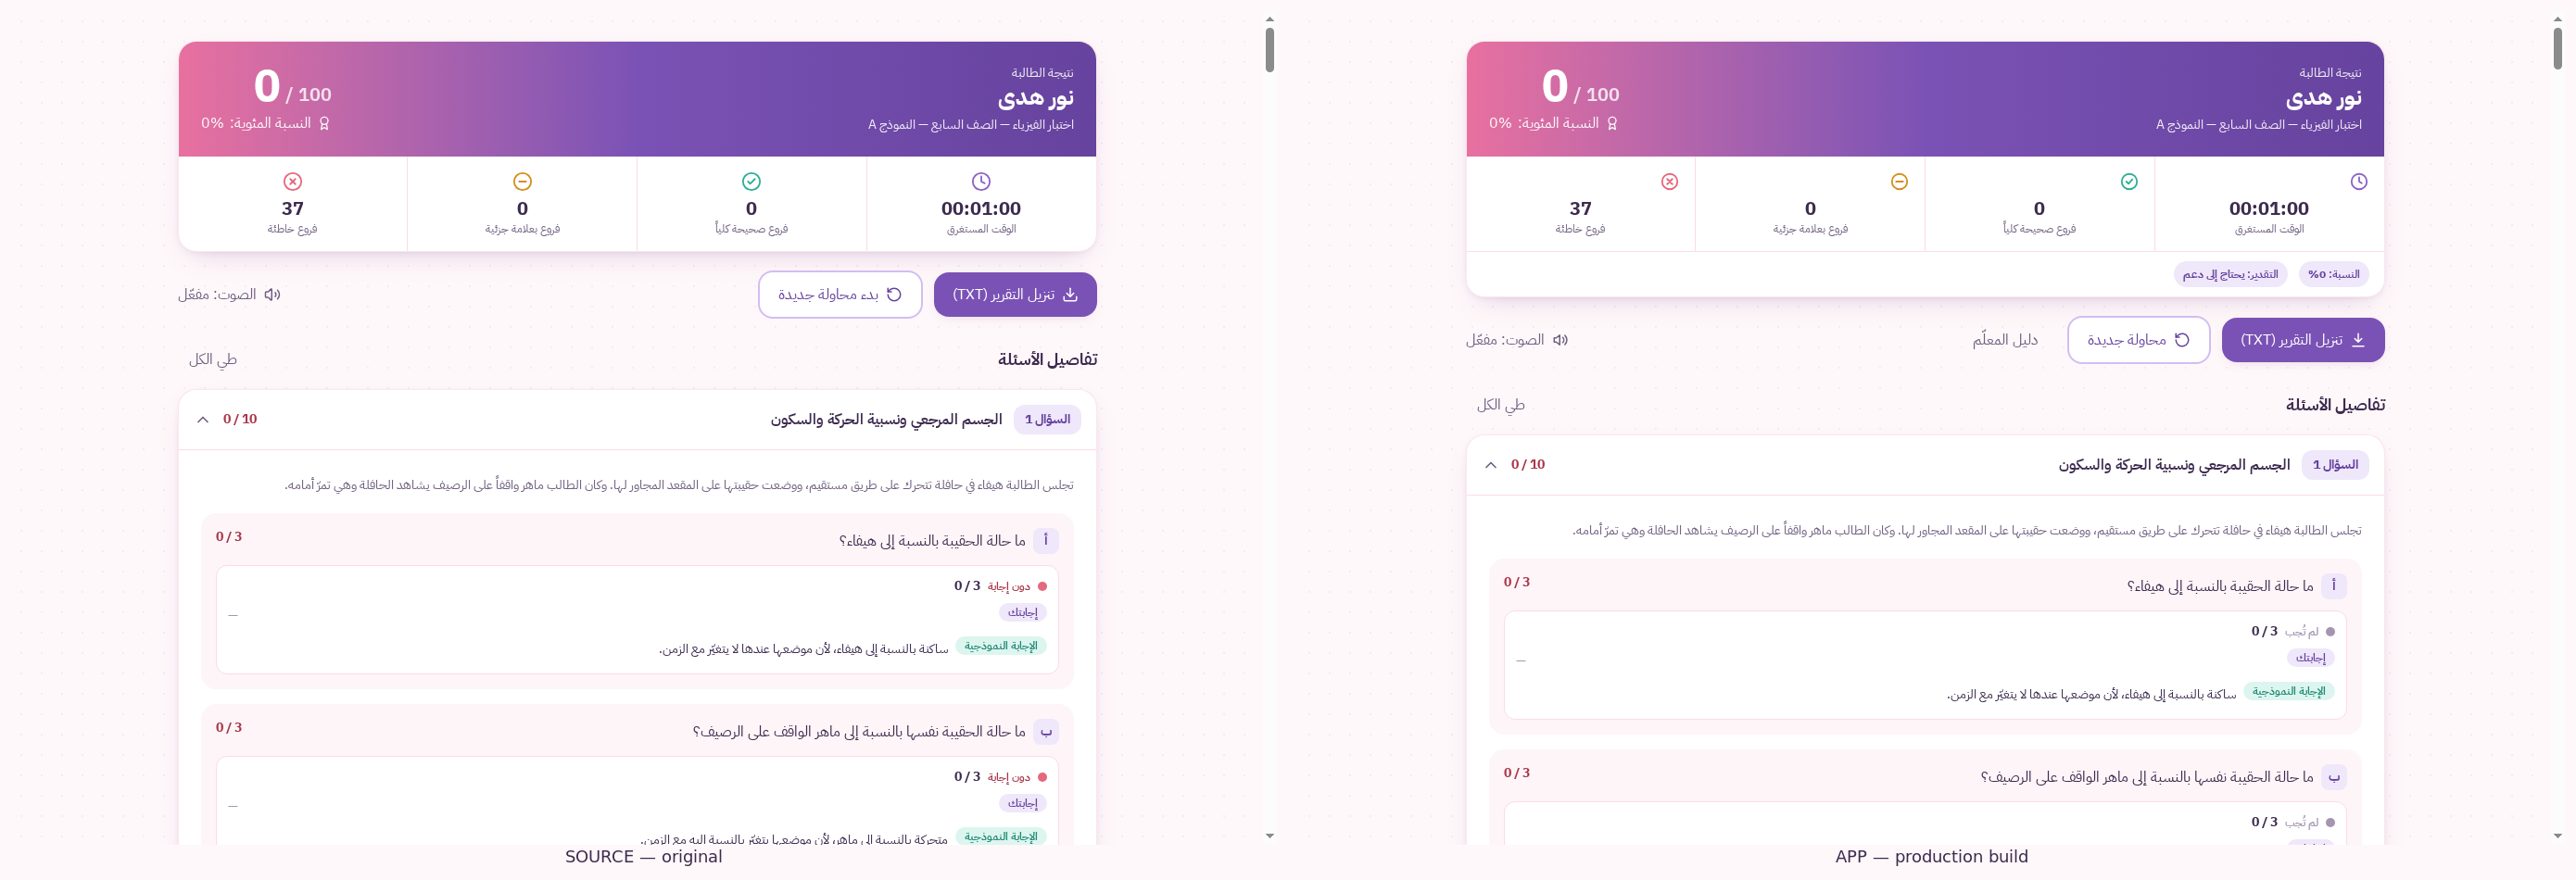 نتيجة الطالبة
نور هدى
اختبار الفيزياء — الصف السابع — النموذج A
0 / 100
النسبة المئوية: 0%
00:01:00
الوقت المستغرق
0
فروع صحيحة كلياً
0
فروع بعلامة جزئية
37
فروع خاطئة
تنزيل التقرير (TXT)
بدء محاولة جديدة
الصوت: مفعّل
تفاصيل الأسئلة
طي الكل
السؤال 1 الجسم المرجعي ونسبية الحركة والسكون
0 / 10
تجلس الطالبة هيفاء في حافلة تتحرك على طريق مستقيم، ووضعت حقيبتها على المقعد المجاور لها. وكان الطالب ماهر واقفاً على الرصيف يشاهد الحافلة وهي تمرّ أمامه.
أ ما حالة الحقيبة بالنسبة إلى هيفاء؟
0 / 3
دون إجابة 0 / 3
إجابتك —
الإجابة النموذجية ساكنة بالنسبة إلى هيفاء، لأن موضعها عندها لا يتغيّر مع الزمن.
ب ما حالة الحقيبة نفسها بالنسبة إلى ماهر الواقف على الرصيف؟
0 / 3
دون إجابة 0 / 3
إجابتك —
الإجابة النموذجية متحركة بالنسبة إلى ماهر، لأن موضعها يتغيّر بالنسبة إليه مع الزمن.
SOURCE — original
نتيجة الطالبة
نور هدى
اختبار الفيزياء — الصف السابع — النموذج A
0 / 100
النسبة المئوية: 0%
00:01:00
الوقت المستغرق
0
فروع صحيحة كلياً
0
فروع بعلامة جزئية
37
فروع خاطئة
النسبة: 0%
التقدير: يحتاج إلى دعم
تنزيل التقرير (TXT)
محاولة جديدة
دليل المعلّم
الصوت: مفعّل
تفاصيل الأسئلة
طي الكل
السؤال 1 الجسم المرجعي ونسبية الحركة والسكون
0 / 10
تجلس الطالبة هيفاء في حافلة تتحرك على طريق مستقيم، ووضعت حقيبتها على المقعد المجاور لها. وكان الطالب ماهر واقفاً على الرصيف يشاهد الحافلة وهي تمرّ أمامه.
أ ما حالة الحقيبة بالنسبة إلى هيفاء؟
0 / 3
لم تُجب 0 / 3
إجابتك —
الإجابة النموذجية ساكنة بالنسبة إلى هيفاء، لأن موضعها عندها لا يتغيّر مع الزمن.
ب ما حالة الحقيبة نفسها بالنسبة إلى ماهر الواقف على الرصيف؟
0 / 3
لم تُجب 0 / 3
APP — production build